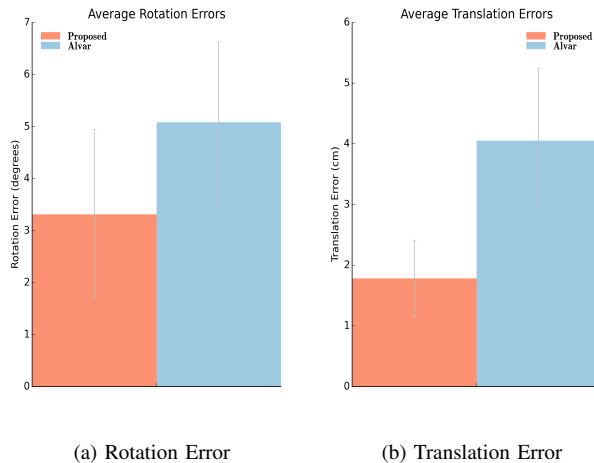 Average Rotation Errors
Proposed
Alvar
Rotation Error (degrees)
7
6
5
4
3
2
1
0
(a) Rotation Error
Average Translation Errors
Proposed
Alvar
Translation Error (cm)
6
5
4
3
2
1
0
(b) Translation Error